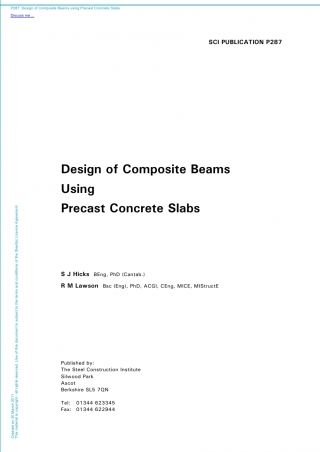 P287: Design of Composite Beams using Precast Concrete Slabs
Discuss me ...
SCI PUBLICATION P287
Design of Composite Beams
Using
Precast Concrete Slabs
S J Hicks BEng, PhD (Cantab.)
R M Lawson Bsc (Eng), PhD, ACGI, CEng, MICE, MIStructE
Published by:
The Steel Construction Institute
Silwood Park
Ascot
Berkshire SL5 7QN
Tel: 01344 623345
Fax: 01344 622944
Created on 20 March 2011
This material is copyright - all rights reserved. Use of this document is subject to the terms and conditions of the Steelbiz Licence Agreement